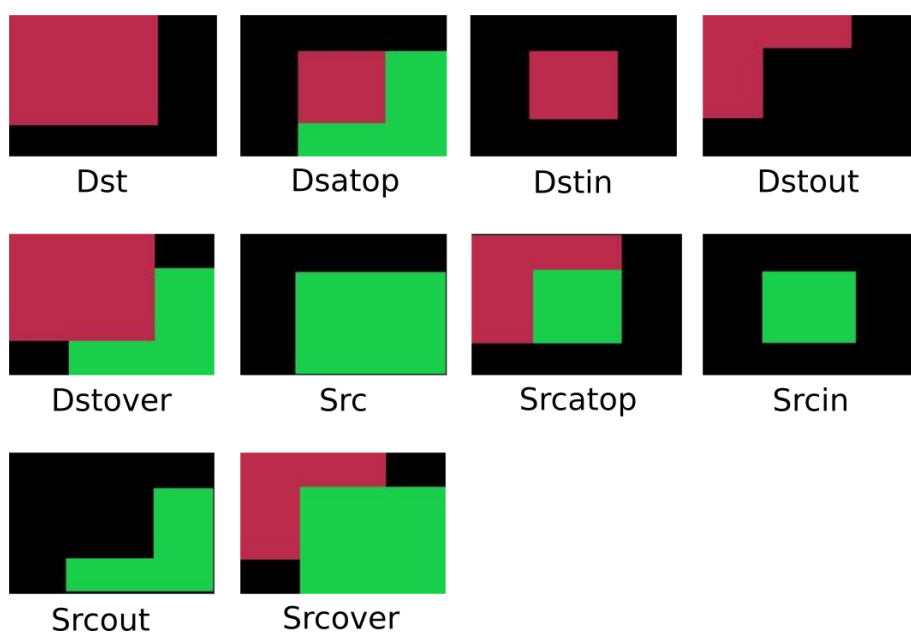 Dst
Dsatop
Dstin
Dstout
Dstover
Src
Srcatop
Srcin
Srcout
Srcover